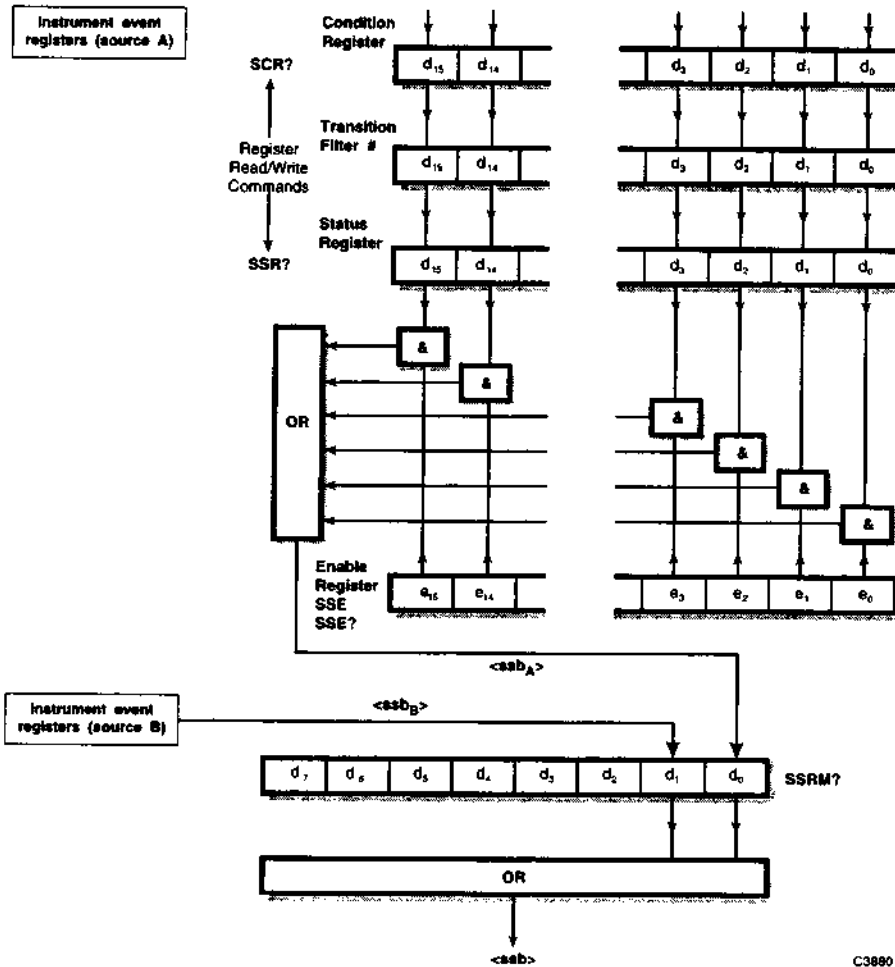 Instrument event
registers (source A)
Condition
Register
SCR?
d15 d14 d3 d2 d1 d0
Register
Read/Write
Commands
Transition
Filter #
d15 d14 d3 d2 d1 d0
Status
Register
SSR?
d15 d14 d3 d2 d1 d0
&
&
OR
&
&
&
&
Enable
Register
SSE
SSE?
e15 e14 e3 e2 e1 e0
<ssbA>
Instrument event
registers (source B)
<ssbB>
d7 d6 d5 d4 d3 d2 d1 d0
SSRM?
OR
<ssb>
C3880